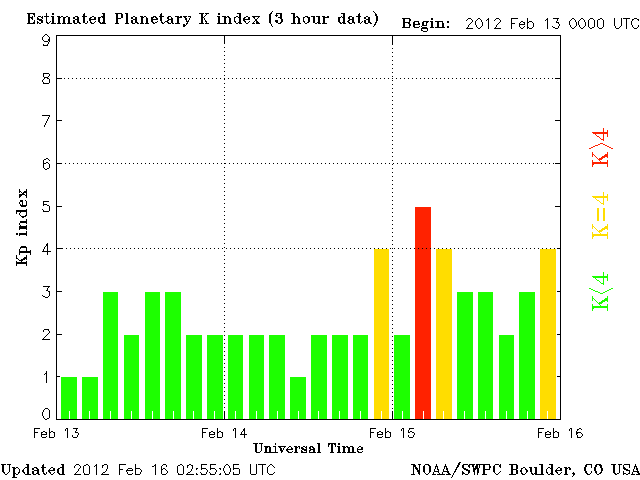 Estimated Planetary K index (3 hour data) Begin: 2012 Feb 13 0000 UTC
9
8
7
6
5
4
3
2
1
0
Kp index
K>4
K=4
K<4
Feb 13 Feb 14 Feb 15 Feb 16
Universal Time
Updated 2012 Feb 16 02:55:05 UTC NOAA/SWPC Boulder, CO USA